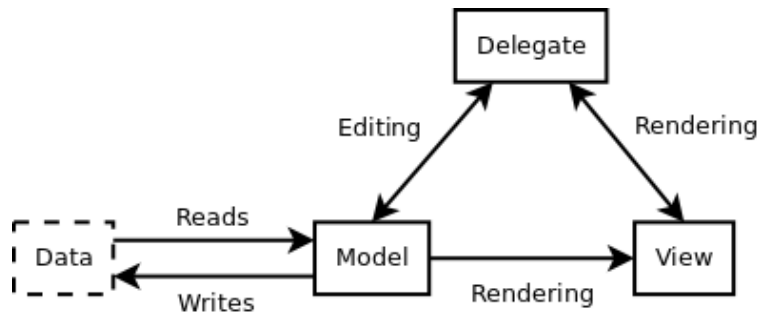 Delegate
Editing
Rendering
Reads
Data
Model
View
Writes
Rendering